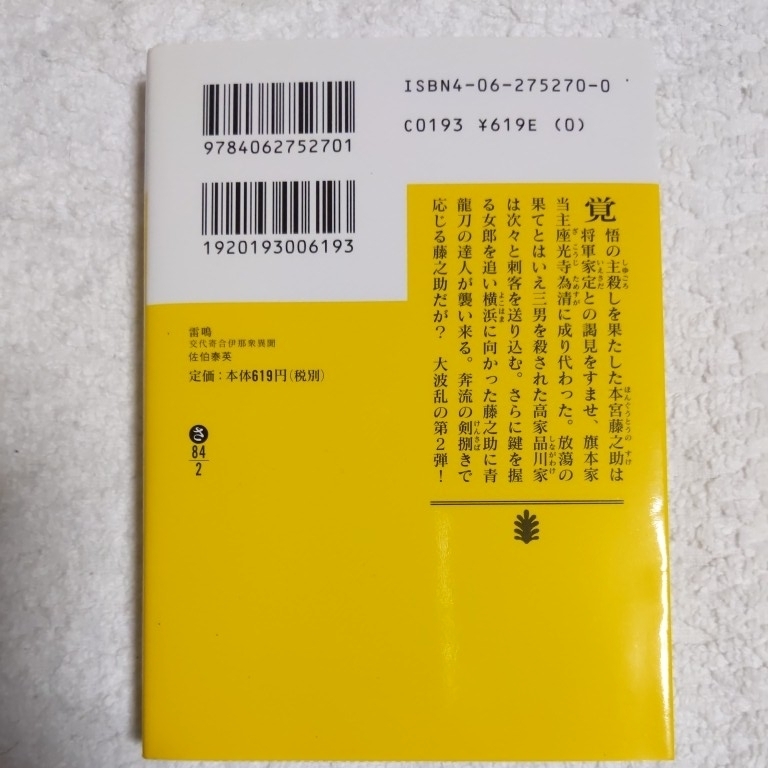 ISBN4-06-275270-0
C0193 ¥619E (0)
9784062752701
1920193006193
覚悟の主殺しを果たした本宮藤之助は
将軍家定との謁見をすませ、旗本家
当主座光寺為清に成り代わった。放蕩の
果てとはいえ三男を殺された高家品川家
は次々と刺客を送り込む。さらに鍵を握
る女郎を追い横浜に向かった藤之助に青
龍刀の達人が襲い来る。奔流の剣捌きで
応じる藤之助だが？ 大波乱の第2弾！
雷鳴
交代寄合伊那衆異聞
佐伯泰英
定価：本体619円（税別）
さ
84
2